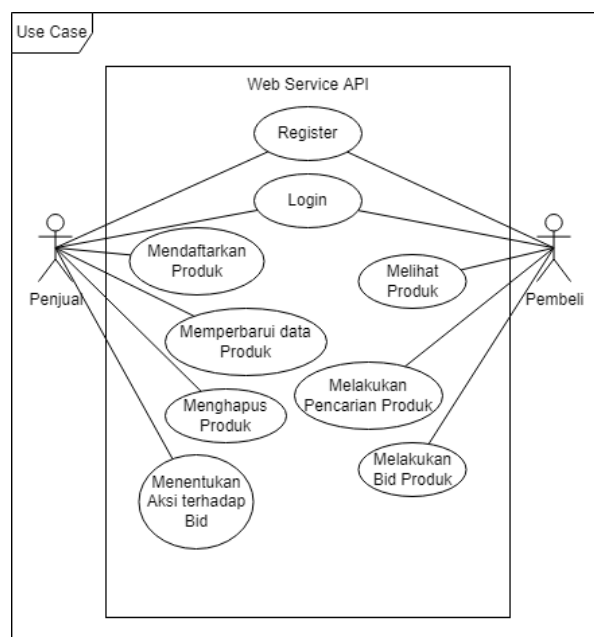 Use Case
Web Service API
Register
Login
Mendaftarkan
Produk
Melihat
Produk
Penjual
Pembeli
Memperbarui data
Produk
Melakukan
Pencarian Produk
Menghapus
Produk
Melakukan
Bid Produk
Menentukan
Aksi terhadap
Bid